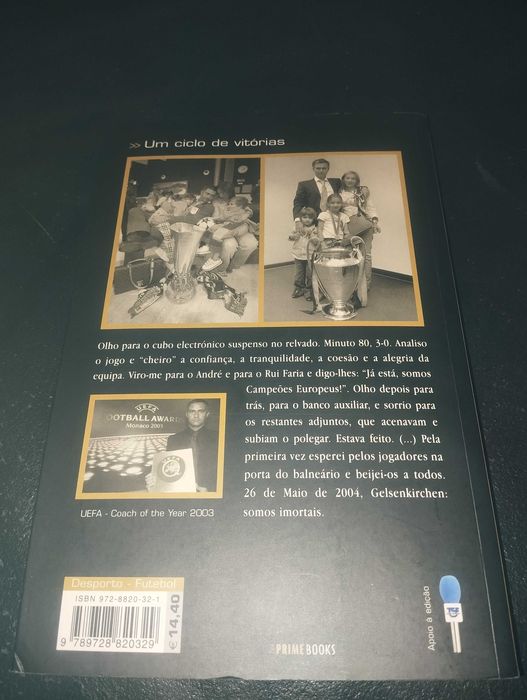 >> Um ciclo de vitórias
Olho para o cubo electrónico suspenso no relvado. Minuto 80, 3-0. Analiso
o jogo e "cheiro" a confiança, a tranquilidade, a coesão e a alegria da
equipa. Viro-me para o André e para o Rui Faria e digo-lhes: "Já está, somos
Campeões Europeus!". Olho depois para
trás, para o banco auxiliar, e sorrio para
os restantes adjuntos, que acenavam e
subiam o polegar. Estava feito. (...) Pela
primeira vez esperei pelos jogadores na
porta do balneário e beijei-os a todos.
26 de Maio de 2004, Gelsenkirchen:
somos imortais.
UEFA
FOOTBALL AWARDS
UEFA - Coach of the Year 2003
Desporto - Futebol
ISBN 972-8820-32-1
9 789728 820329
€ 14,40
PRIMEBOOKS
Apoio à edição